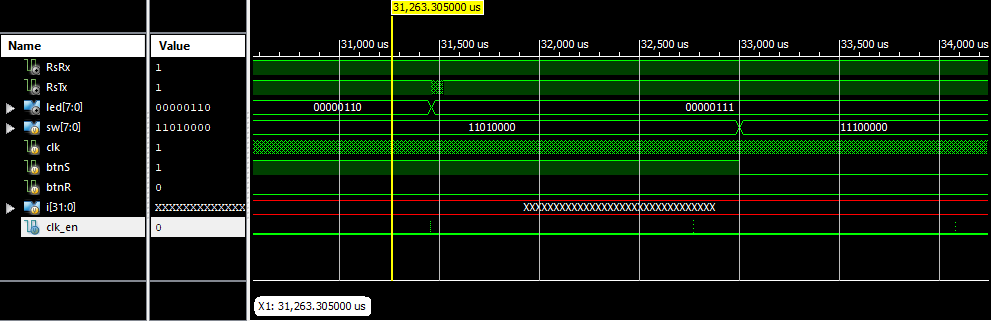 31,263.305000 us
Name Value 31,000 us 31,500 us 32,000 us 32,500 us 33,000 us 33,500 us 34,000 us
RsRx 1
RsTx 1
led[7:0] 00000110 00000110 00000111
sw[7:0] 11010000 11010000 11100000
clk 1
btnS 1
btnR 0
i[31:0] XXXXXXXXXXXXX XXXXXXXXXXXXXXXXXXXXXXXXXXXXXXXX
clk_en 0
X1: 31,263.305000 us